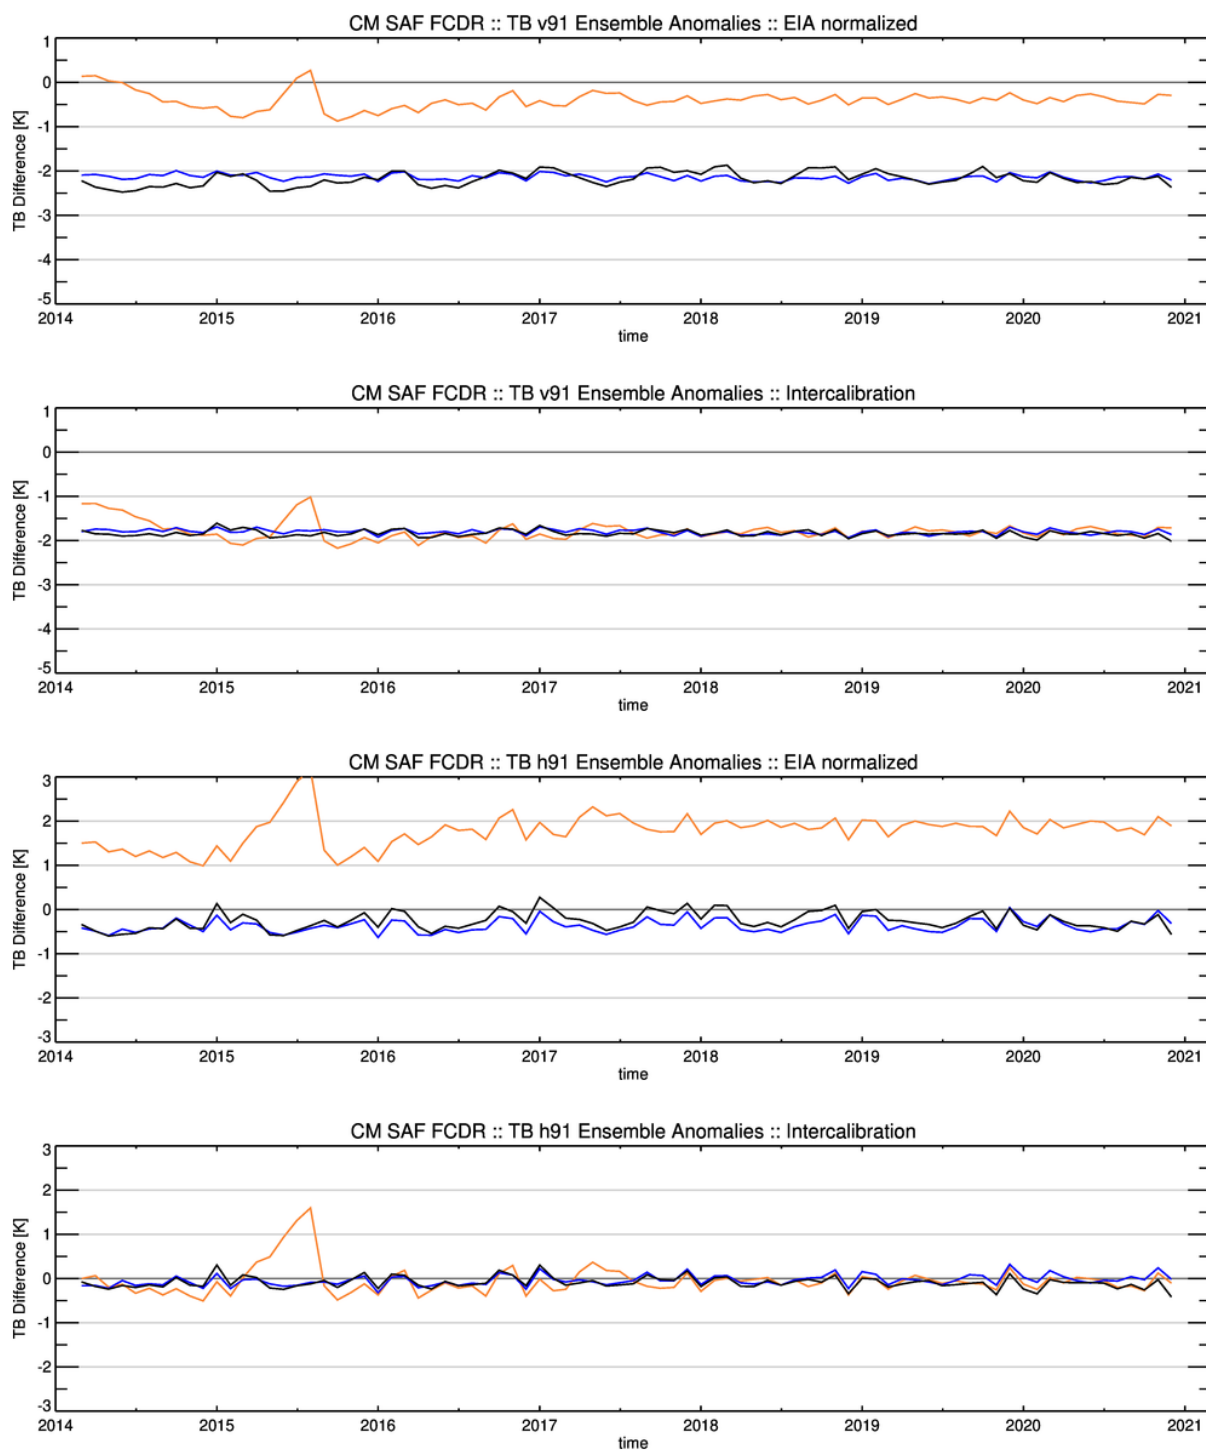 CM SAF FCDR :: TB v91 Ensemble Anomalies :: EIA normalized
1
0
-1
-2
-3
-4
-5
TB Difference [K]
2014 2015 2016 2017 2018 2019 2020 2021
time
CM SAF FCDR :: TB v91 Ensemble Anomalies :: Intercalibration
1
0
-1
-2
-3
-4
-5
TB Difference [K]
2014 2015 2016 2017 2018 2019 2020 2021
time
CM SAF FCDR :: TB h91 Ensemble Anomalies :: EIA normalized
3
2
1
0
-1
-2
-3
TB Difference [K]
2014 2015 2016 2017 2018 2019 2020 2021
time
CM SAF FCDR :: TB h91 Ensemble Anomalies :: Intercalibration
3
2
1
0
-1
-2
-3
TB Difference [K]
2014 2015 2016 2017 2018 2019 2020 2021
time